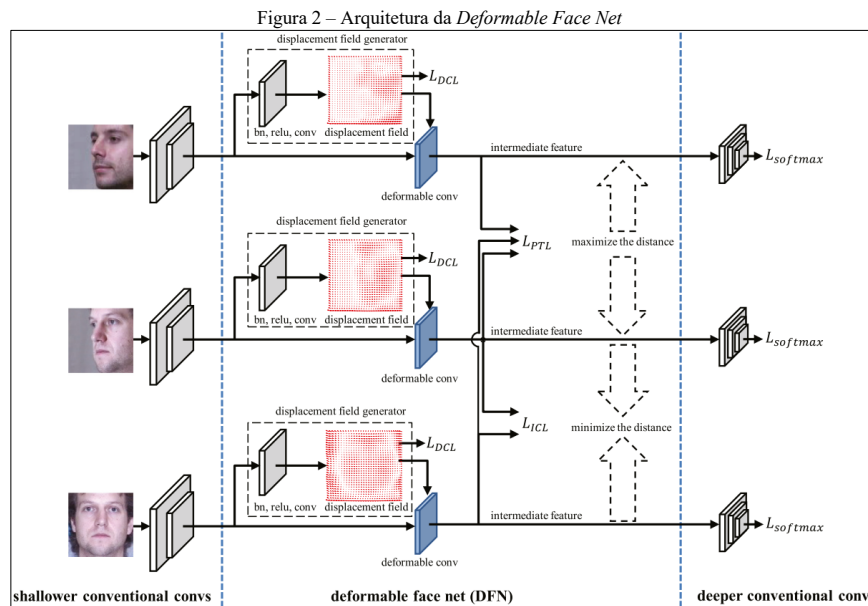 Figura 2 – Arquitetura da Deformable Face Net
displacement field generator
L_DCL
bn, relu, conv
displacement field
deformable conv
intermediate feature
L_softmax
displacement field generator
L_DCL
bn, relu, conv
displacement field
deformable conv
L_PTL
maximize the distance
intermediate feature
L_softmax
displacement field generator
L_DCL
bn, relu, conv
displacement field
deformable conv
L_ICL
minimize the distance
intermediate feature
L_softmax
shallower conventional convs
deformable face net (DFN)
deeper conventional conv